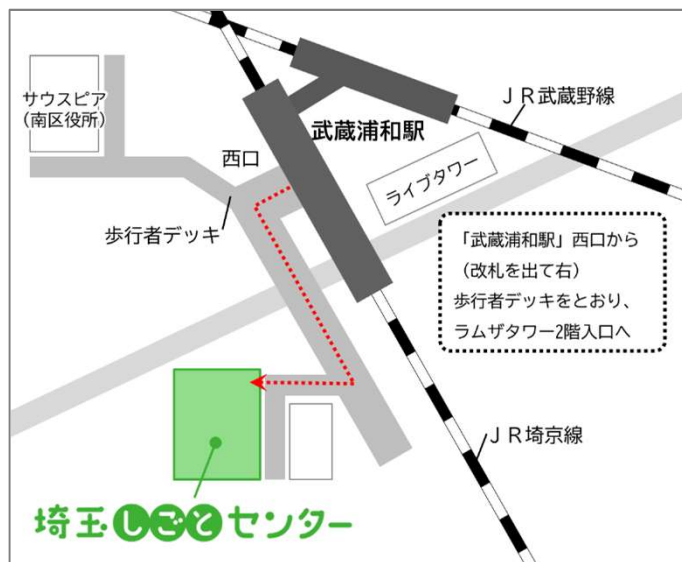 サウスピア
(南区役所)
JR武蔵野線
武蔵浦和駅
西口
ライブタワー
歩行者デッキ
「武蔵浦和駅」西口から
(改札を出て右)
歩行者デッキをとおり、
ラムザタワー2階入口へ
JR埼京線
埼玉しごとセンター